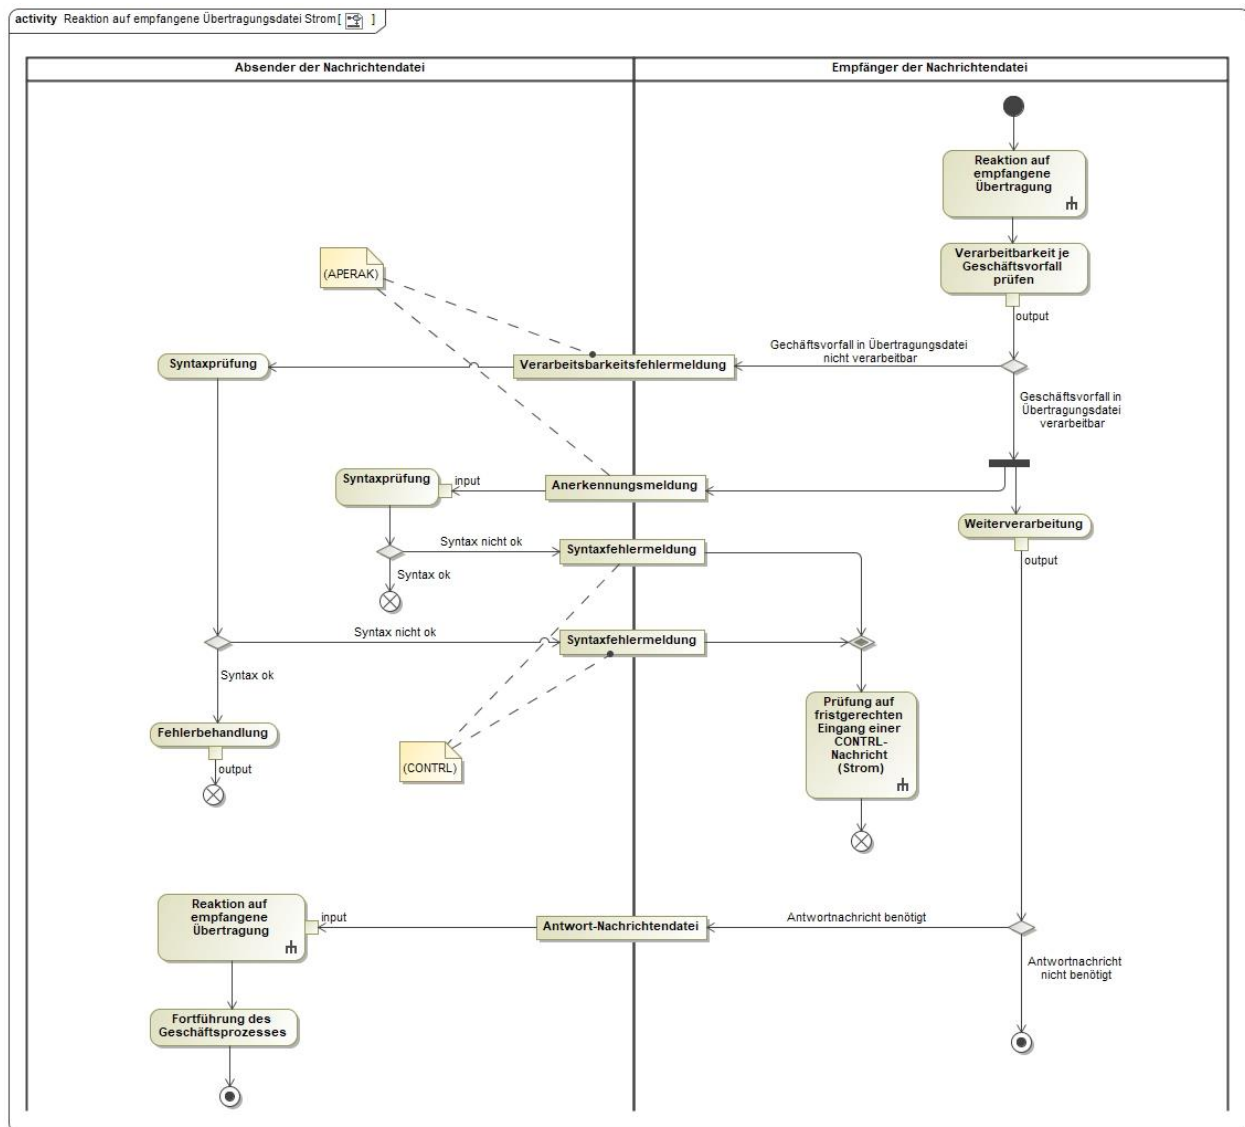 activity Reaktion auf empfangene Übertragungsdatei Strom[ ]
Absender der Nachrichtendatei
Empfänger der Nachrichtendatei
Reaktion auf
empfangene
Übertragung
Verarbeitbarkeit je
Geschäftsvorfall
prüfen
output
(APERAK)
Gechäftsvorfall in Übertragungsdatei
nicht verarbeitbar
Syntaxprüfung
Verarbeitsbarkeitsfehlermeldung
Geschäftsvorfall in
Übertragungsdatei
verarbeitbar
Syntaxprüfung
input
Anerkennungsmeldung
Weiterverarbeitung
output
Syntax nicht ok
Syntaxfehlermeldung
Syntax ok
Syntax nicht ok
Syntaxfehlermeldung
Syntax ok
Prüfung auf
fristgerechten
Eingang einer
CONTRL-
Nachricht
(Strom)
Fehlerbehandlung
output
(CONTRL)
Reaktion auf
empfangene
Übertragung
input
Antwort-Nachrichtendatei
Antwortnachricht benötigt
Antwortnachricht
nicht benötigt
Fortführung des
Geschäftsprozesses